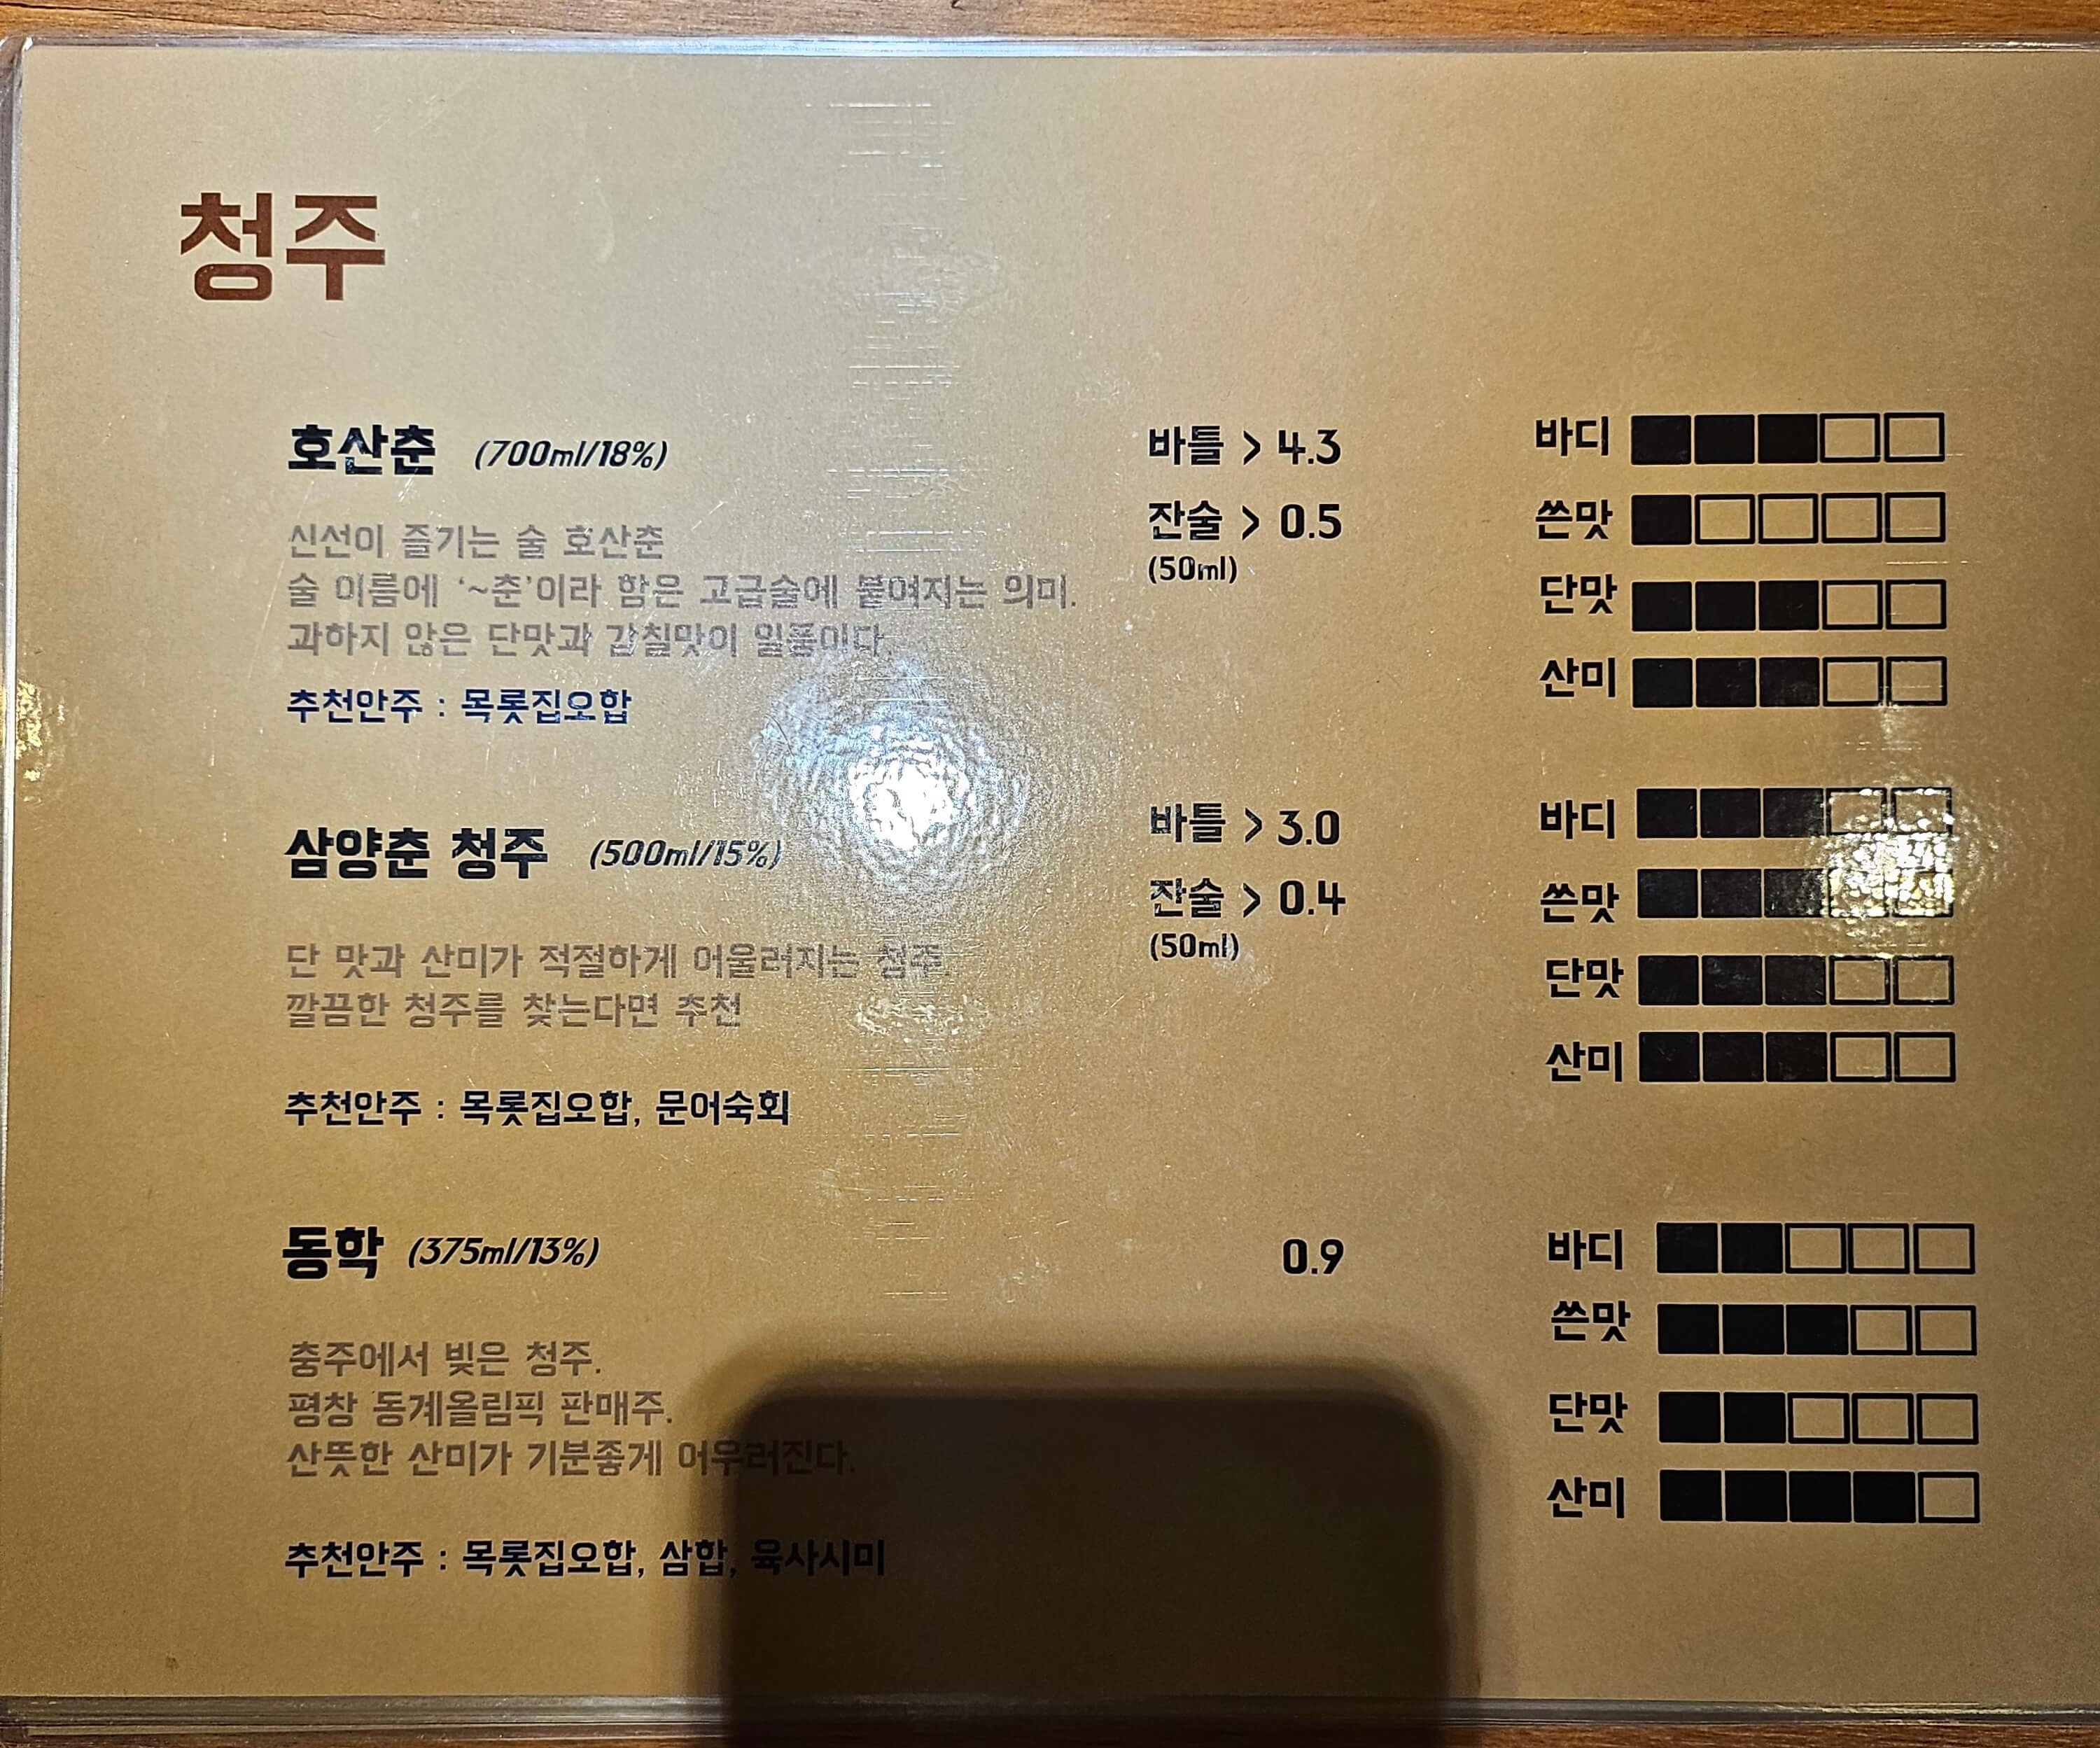 청주
호산춘 (700ml/18%)
바틀 > 4.3
잔술 > 0.5
(50ml)
신선이 즐기는 술 호산춘
술 이름에 '~춘'이라 함은 고급술에 붙여지는 의미.
과하지 않은 단맛과 감칠맛이 일품이다.
추천안주 : 목롯집오합
바디
쓴맛
단맛
산미
삼양춘 청주 (500ml/15%)
바틀 > 3.0
잔술 > 0.4
(50ml)
단 맛과 산미가 적절하게 어울러지는 청주.
깔끔한 청주를 찾는다면 추천
추천안주 : 목롯집오합, 문어숙회
바디
쓴맛
단맛
산미
동학 (375ml/13%)
0.9
충주에서 빚은 청주.
평창 동계올림픽 판매주.
산뜻한 산미가 기분좋게 어우러진다.
추천안주 : 목롯집오합, 삼합, 육사시미
바디
쓴맛
단맛
산미